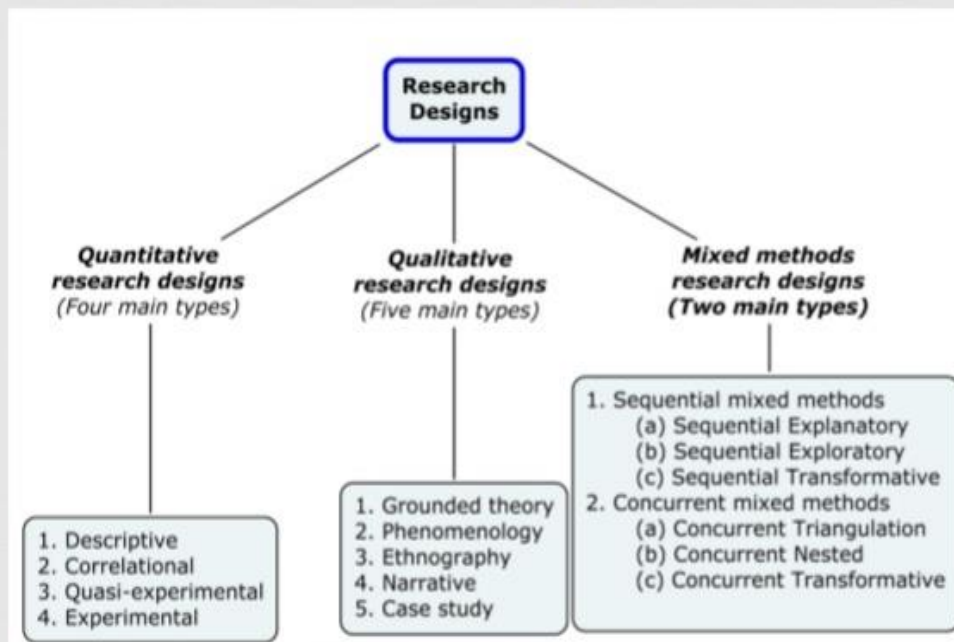 Research
Designs
Quantitative
research designs
(Four main types)
Qualitative
research designs
(Five main types)
Mixed methods
research designs
(Two main types)
1. Descriptive
2. Correlational
3. Quasi-experimental
4. Experimental
1. Grounded theory
2. Phenomenology
3. Ethnography
4. Narrative
5. Case study
1. Sequential mixed methods
(a) Sequential Explanatory
(b) Sequential Exploratory
(c) Sequential Transformative
2. Concurrent mixed methods
(a) Concurrent Triangulation
(b) Concurrent Nested
(c) Concurrent Transformative